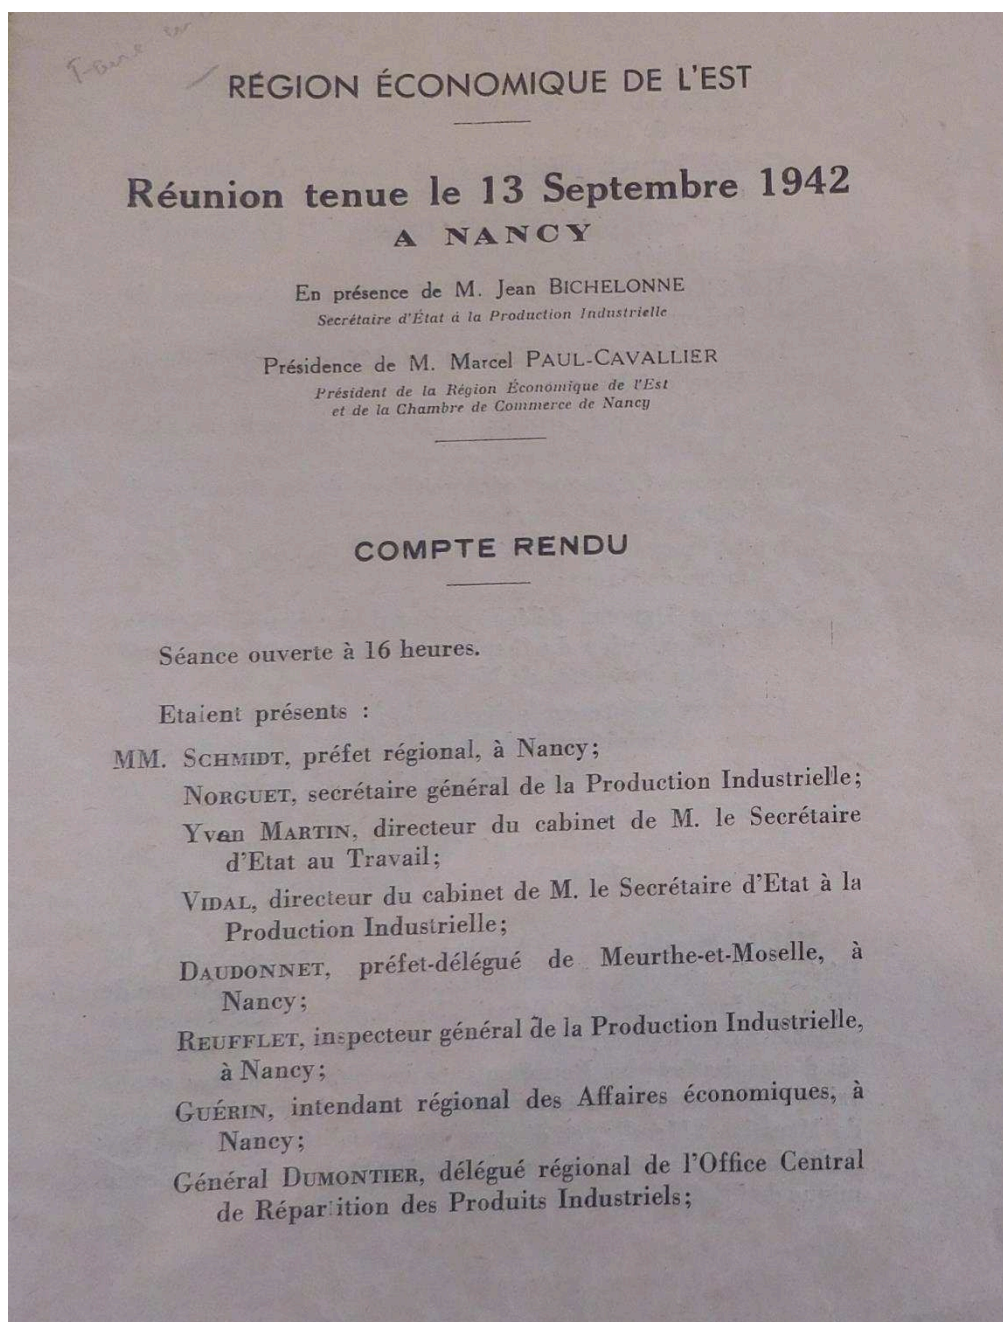 RÉGION ÉCONOMIQUE DE L'EST
Réunion tenue le 13 Septembre 1942
A NANCY
En présence de M. Jean BICHELONNE
Secrétaire d'État à la Production Industrielle
Présidence de M. Marcel PAUL-CAVALLIER
Président de la Région Économique de l'Est
et de la Chambre de Commerce de Nancy
COMPTE RENDU
Séance ouverte à 16 heures.
Etaient présents :
MM. SCHMIDT, préfet régional, à Nancy;
NORGUET, secrétaire général de la Production Industrielle;
Yvan MARTIN, directeur du cabinet de M. le Secrétaire
d'Etat au Travail;
VIDAL, directeur du cabinet de M. le Secrétaire d'Etat à la
Production Industrielle;
DAUDONNET, préfet-délégué de Meurthe-et-Moselle, à
Nancy;
REUFFLET, inspecteur général de la Production Industrielle,
à Nancy;
GUÉRIN, intendant régional des Affaires économiques, à
Nancy;
Général DUMONTIER, délégué régional de l'Office Central
de Répartition des Produits Industriels;